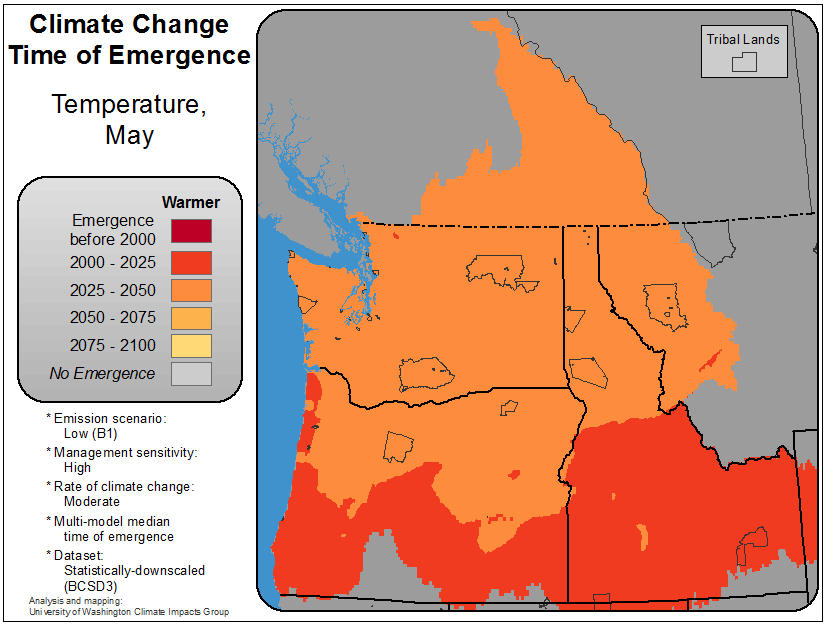 Climate Change
Time of Emergence
Temperature,
May
Warmer
Emergence
before 2000
2000 - 2025
2025 - 2050
2050 - 2075
2075 - 2100
No Emergence
* Emission scenario:
Low (B1)
* Management sensitivity:
High
* Rate of climate change:
Moderate
* Multi-model median
time of emergence
* Dataset:
Statistically-downscaled
(BCSD3)
Analysis and mapping:
University of Washington Climate Impacts Group
Tribal Lands